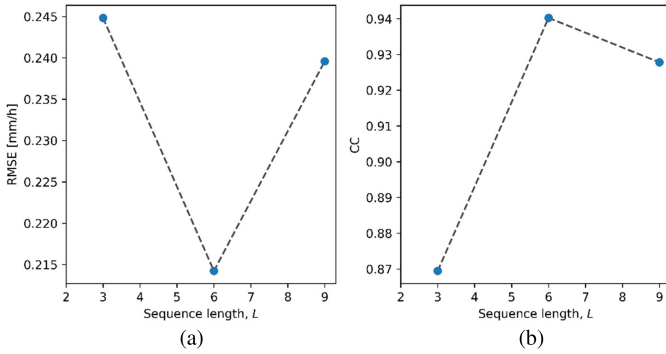 0.245
0.240
0.235
0.230
0.225
0.220
0.215
RMSE [mm/h]
2 3 4 5 6 7 8 9
Sequence length, L
(a)
0.94
0.93
0.92
0.91
0.90
0.89
0.88
0.87
CC
2 3 4 5 6 7 8 9
Sequence length, L
(b)